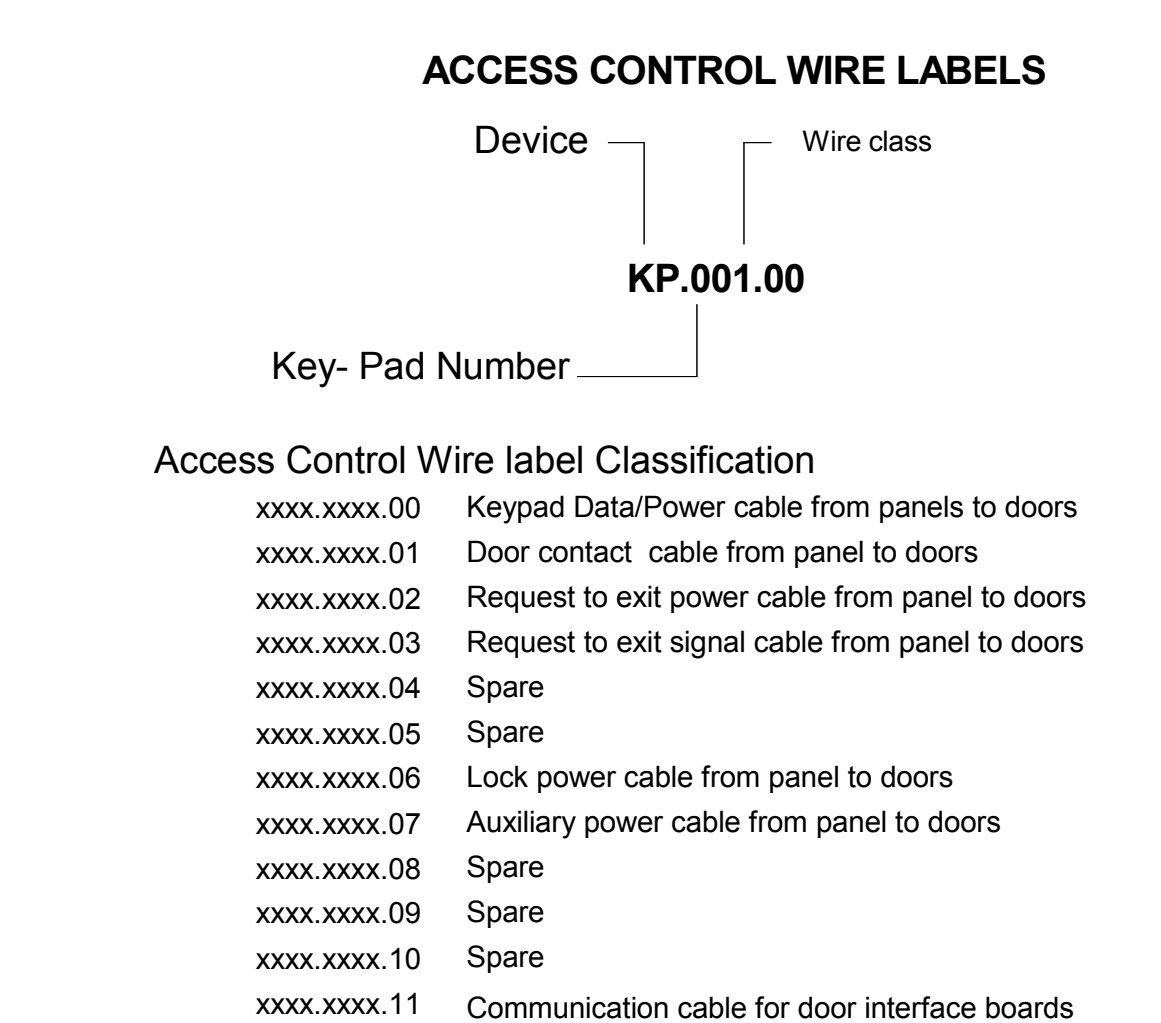 ACCESS CONTROL WIRE LABELS
Device Wire class
KP.001.00
Key- Pad Number
Access Control Wire label Classification
xxxx.xxxx.00 Keypad Data/Power cable from panels to doors
xxxx.xxxx.01 Door contact  cable from panel to doors
xxxx.xxxx.02 Request to exit power cable from panel to doors
xxxx.xxxx.03 Request to exit signal cable from panel to doors
xxxx.xxxx.04 Spare
xxxx.xxxx.05 Spare
xxxx.xxxx.06 Lock power cable from panel to doors
xxxx.xxxx.07 Auxiliary power cable from panel to doors
xxxx.xxxx.08 Spare
xxxx.xxxx.09 Spare
xxxx.xxxx.10 Spare
xxxx.xxxx.11 Communication cable for door interface boards